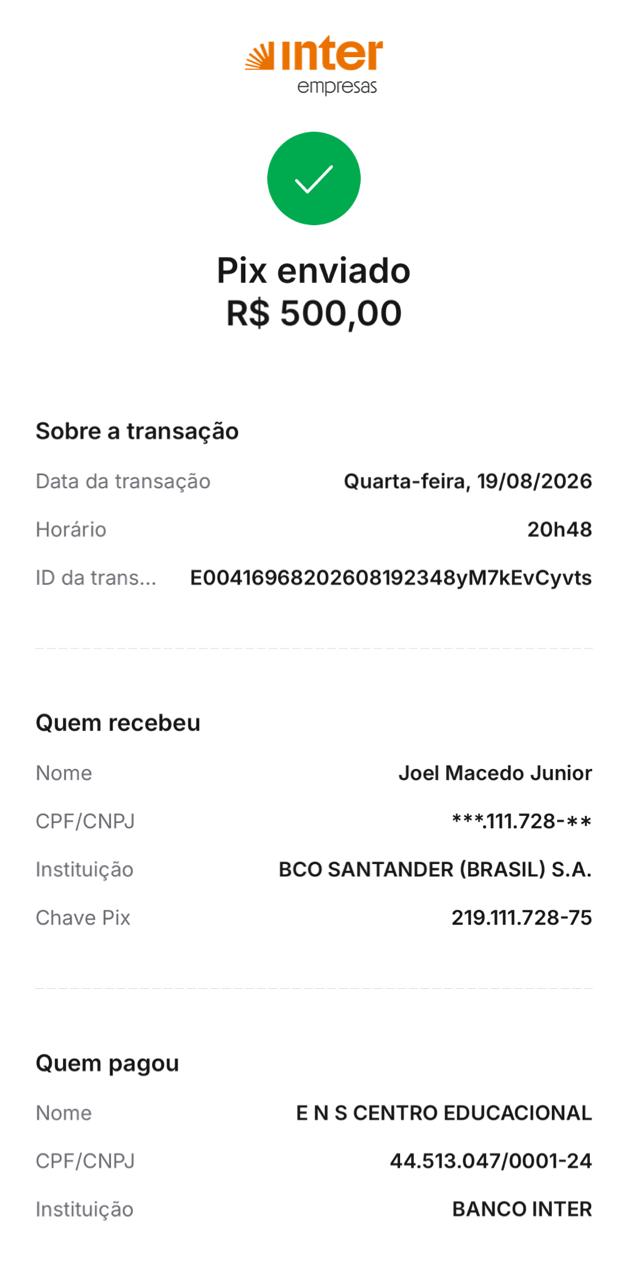 inter
empresas
Pix enviado
R$ 500,00
Sobre a transação
Data da transação Quarta-feira, 19/08/2026
Horário 20h48
ID da trans... E00416968202608192348yM7kEvCyvts
Quem recebeu
Nome Joel Macedo Junior
CPF/CNPJ ***.111.728-**
Instituição BCO SANTANDER (BRASIL) S.A.
Chave Pix 219.111.728-75
Quem pagou
Nome E N S CENTRO EDUCACIONAL
CPF/CNPJ 44.513.047/0001-24
Instituição BANCO INTER